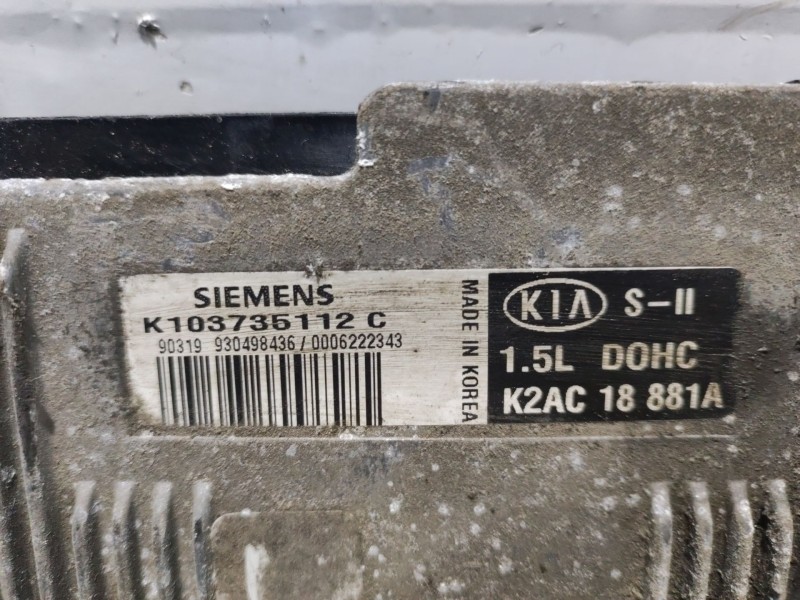 SIEMENS
K103735112 C
90319 930498436/0006222343
MADE IN KOREA
KIA S-II
1.5L DOHC
K2AC 18 881A